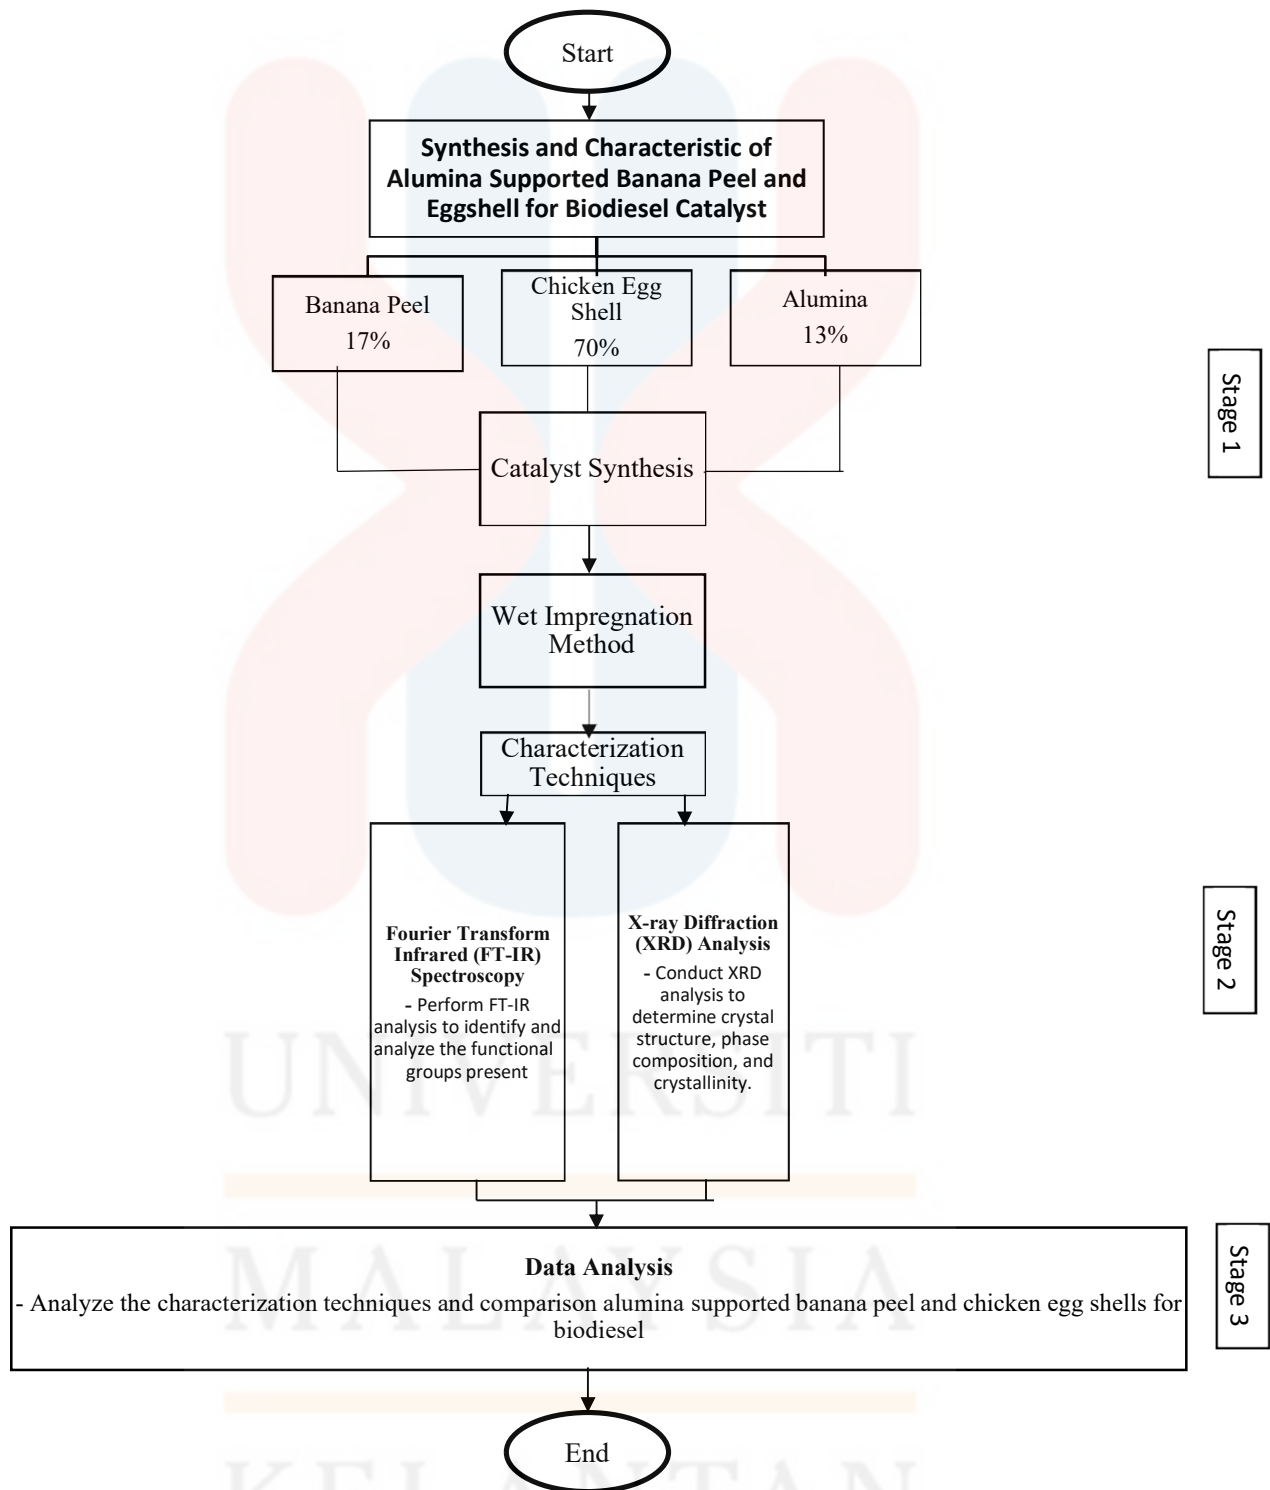 Start
Synthesis and Characteristic of
Alumina Supported Banana Peel and
Eggshell for Biodiesel Catalyst
Banana Peel
17%
Chicken Egg
Shell
70%
Alumina
13%
Stage 1
Catalyst Synthesis
Wet Impregnation
Method
Characterization
Techniques
Fourier Transform
Infrared (FT-IR)
Spectroscopy
- Perform FT-IR
analysis to identify and
analyze the functional
groups present
X-ray Diffraction
(XRD) Analysis
- Conduct XRD
analysis to
determine crystal
structure, phase
composition, and
crystallinity.
Stage 2
UNIVERSITI
Data Analysis
- Analyze the characterization techniques and comparison alumina supported banana peel and chicken egg shells for
biodiesel
Stage 3
MALAYSIA
End
KELANTAN